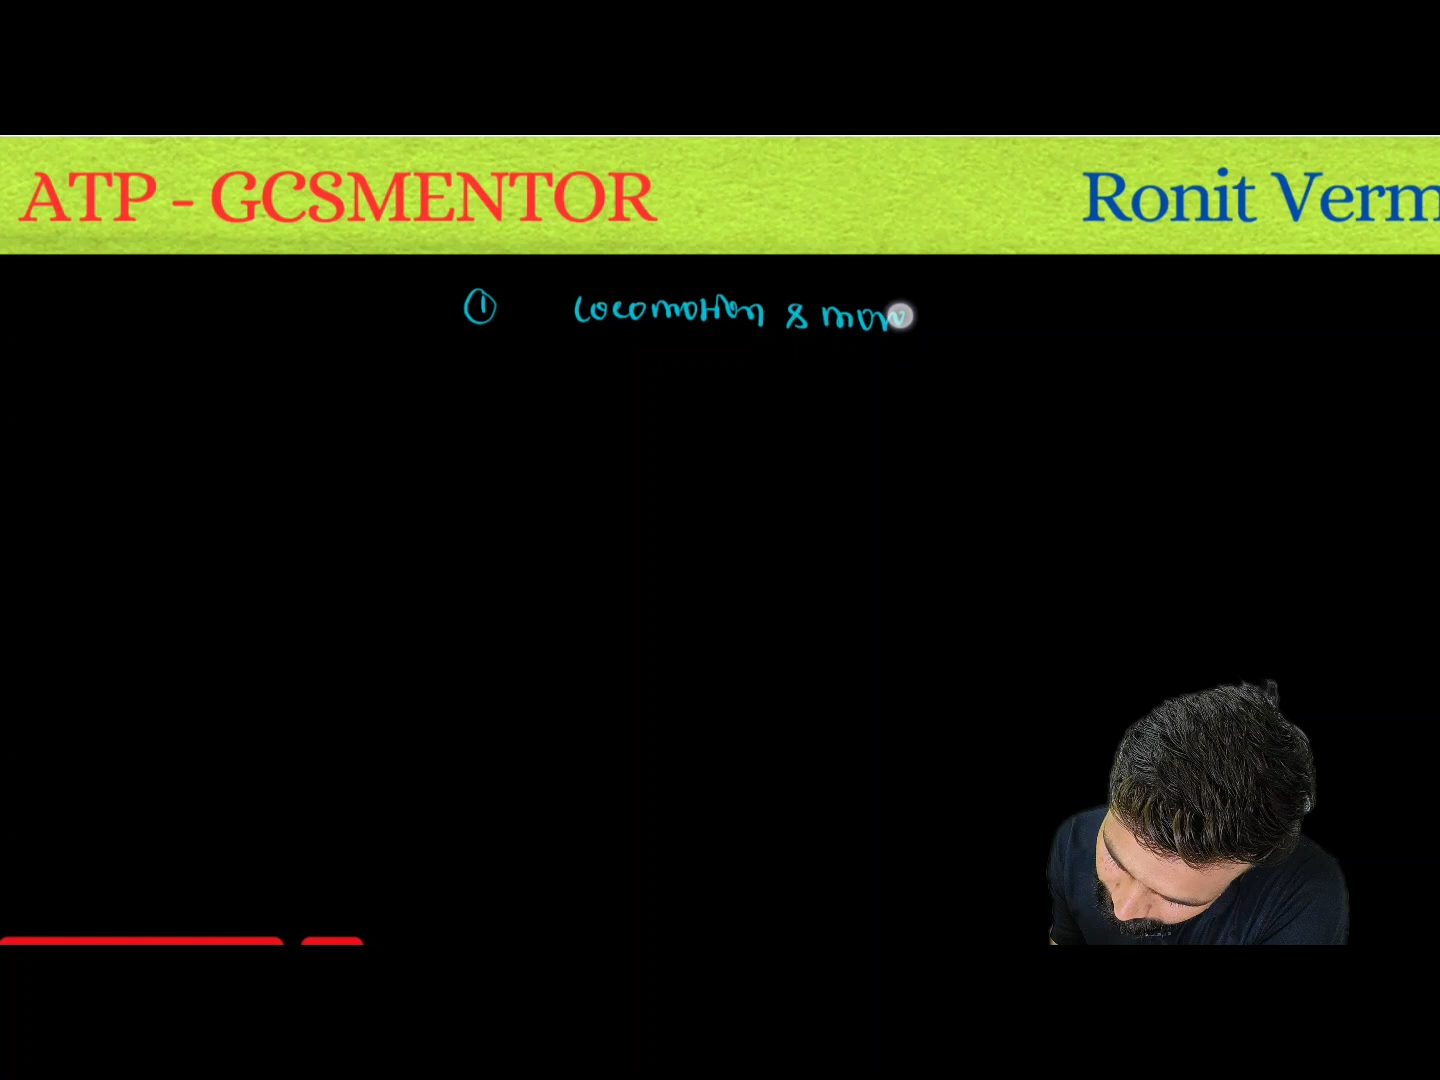 ATP - GCSMENTOR
Ronit Verm
① Locomotion & mov